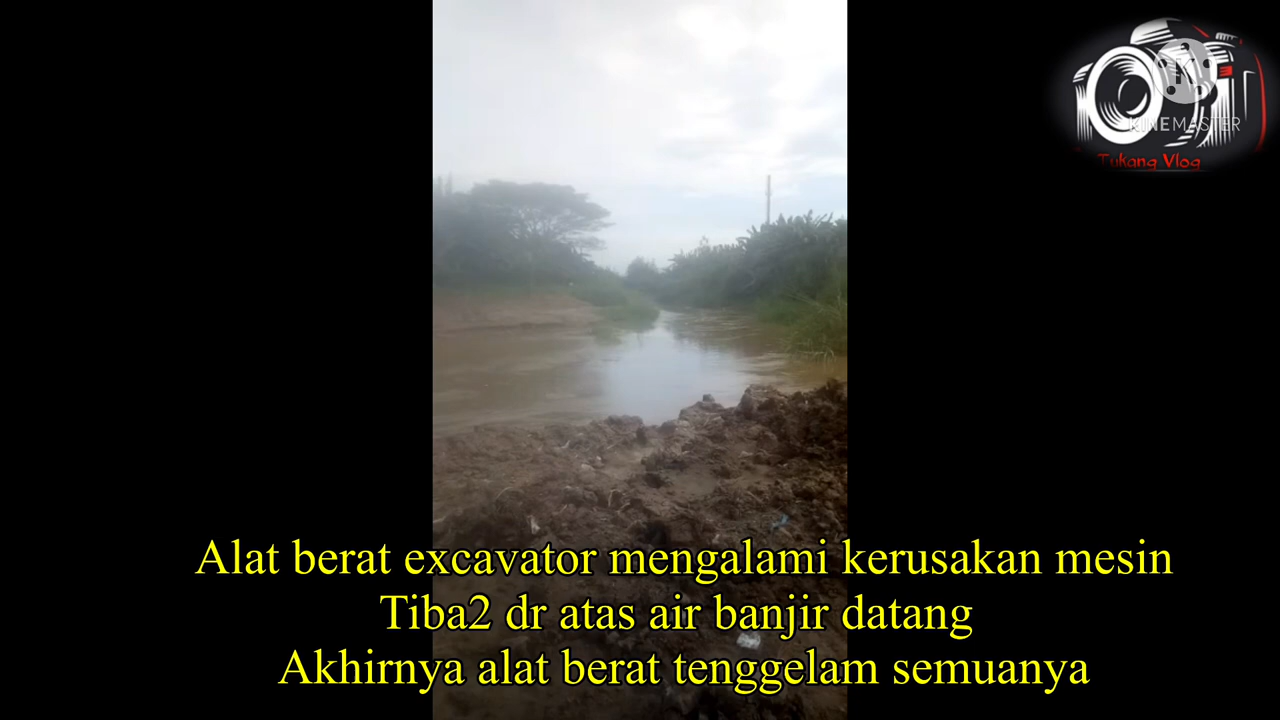 K
KINEMASTER
Tukang Vlog
Alat berat excavator mengalami kerusakan mesin
Tiba2 dr atas air banjir datang
Akhirnya alat berat tenggelam semuanya